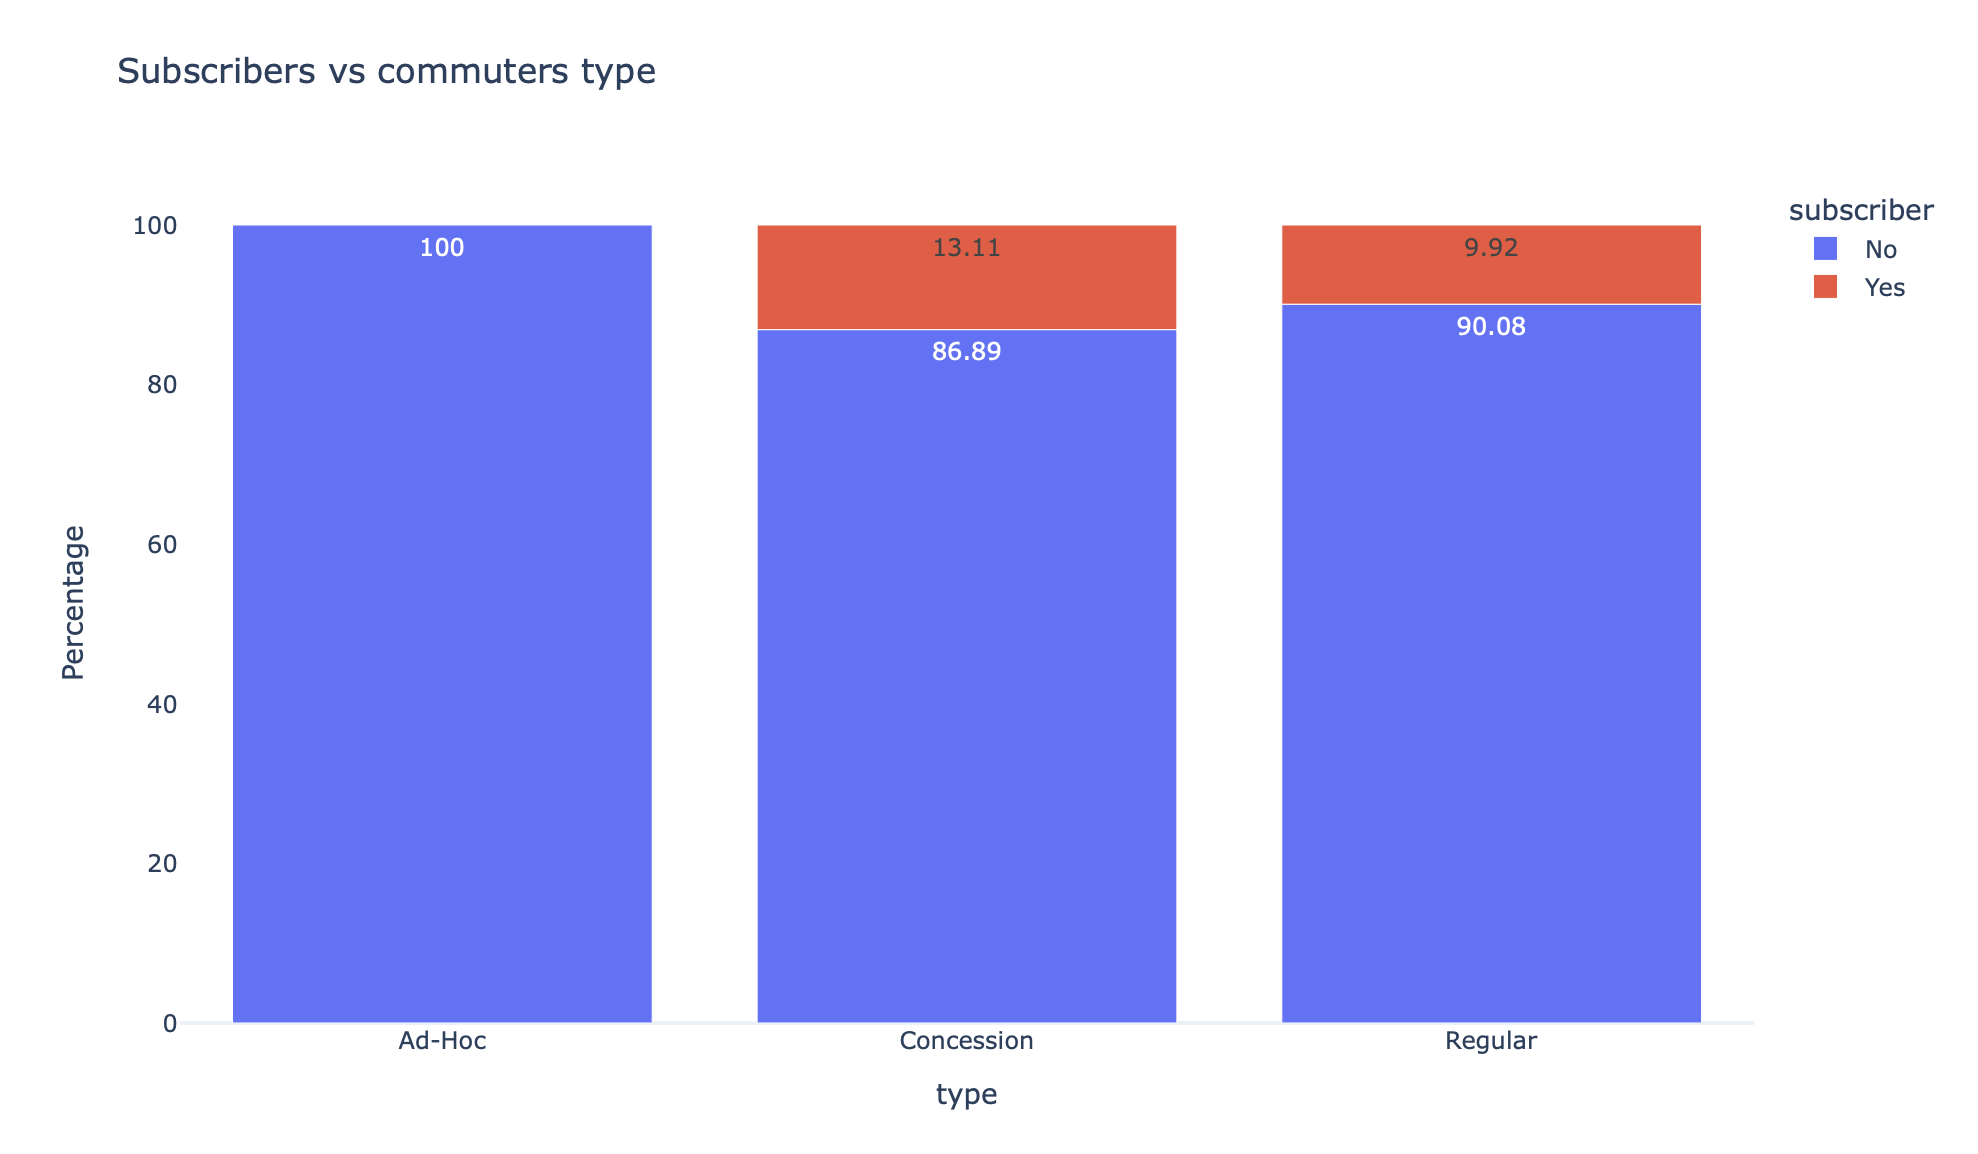 Subscribers vs commuters type
subscriber
No
Yes
Percentage
100
80
60
40
20
0
100
13.11
86.89
9.92
90.08
Ad-Hoc
Concession
Regular
type